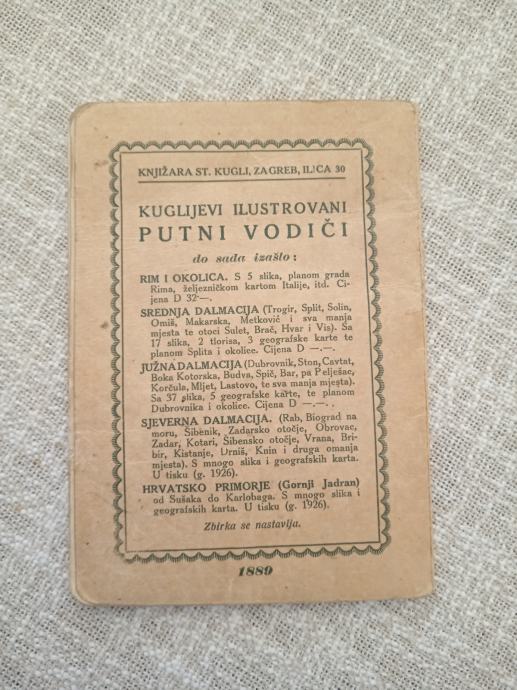 KNJIŽARA ST. KUGLI, ZAGREB, ILICA 30
KUGLIJEVI ILUSTROVANI
PUTNI VODIČI
do sada izašlo:
RIM I OKOLICA. S 5 slika, planom grada
Rima, željezničkom kartom Italije, itd. Ci-
jena D 32·—.
SREDNJA DALMACIJA (Trogir, Split, Solin,
Omiš, Makarska, Metković i sva manja
mjesta te otoci Šulet, Brač, Hvar i Vis). Sa
17 slika, 2 tlorisa, 3 geografske karte te
planom Splita i okolice. Cijena D —.—.
JUŽNA DALMACIJA (Dubrovnik, Ston, Cavtat,
Boka Kotorska, Budva, Spič, Bar, pa Pelješac,
Korčula, Mljet, Lastovo, te sva manja mjesta).
Sa 37 slika, 5 geografske karte, te planom
Dubrovnika i okolice. Cijena D —.—. .
SJEVERNA DALMACIJA. (Rab, Biograd na
moru, Šibenik, Zadarsko otočje, Obrovac,
Zadar, Kotari, Šibensko otočje, Vrana, Bri-
bir, Kistanje, Drniš, Knin i druga omanja
mjesta). S mnogo slika i geografskih karta.
U tisku (g. 1926).
HRVATSKO PRIMORJE (Gornji Jadran)
od Sušaka do Karlobaga. S mnogo slika i
geografskih karta. U tisku (g. 1926).
Zbirka se nastavlja.
1889